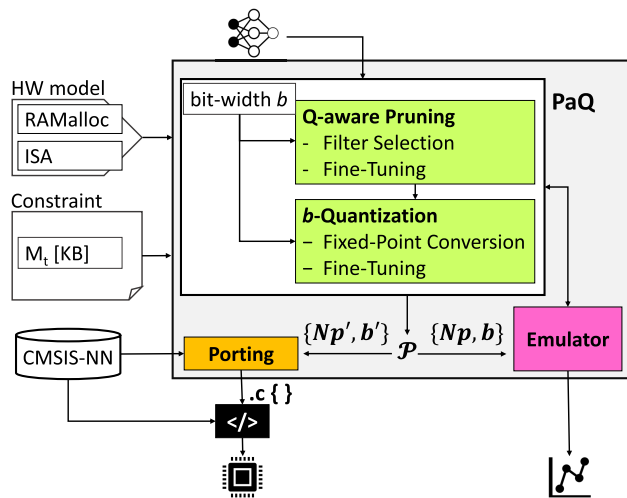 HW model
RAMalloc
ISA
Constraint
Mt [KB]
CMSIS-NN
PaQ
bit-width b
Q-aware Pruning
- Filter Selection
- Fine-Tuning
b-Quantization
– Fixed-Point Conversion
– Fine-Tuning
{Np′, b′}
𝒫
{Np, b}
Porting
Emulator
.c { }
</>